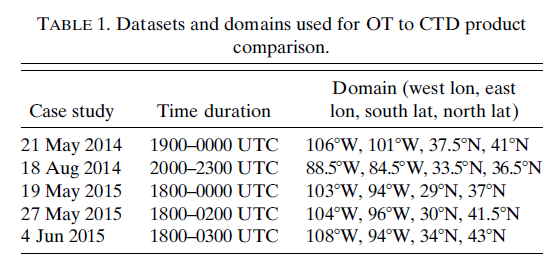 TABLE 1. Datasets and domains used for OT to CTD product
comparison.
Domain (west lon, east
Case study Time duration lon, south lat, north lat)
21 May 2014 1900–0000 UTC 106°W, 101°W, 37.5°N, 41°N
18 Aug 2014 2000–2300 UTC 88.5°W, 84.5°W, 33.5°N, 36.5°N
19 May 2015 1800–0000 UTC 103°W, 94°W, 29°N, 37°N
27 May 2015 1800–0200 UTC 104°W, 96°W, 30°N, 41.5°N
4 Jun 2015 1800–0300 UTC 108°W, 94°W, 34°N, 43°N